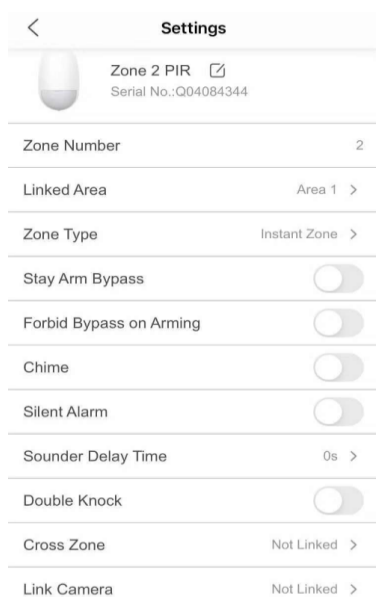 Settings
Zone 2 PIR
Serial No.:Q04084344
Zone Number 2
Linked Area Area 1 >
Zone Type Instant Zone >
Stay Arm Bypass
Forbid Bypass on Arming
Chime
Silent Alarm
Sounder Delay Time 0s >
Double Knock
Cross Zone Not Linked >
Link Camera Not Linked >